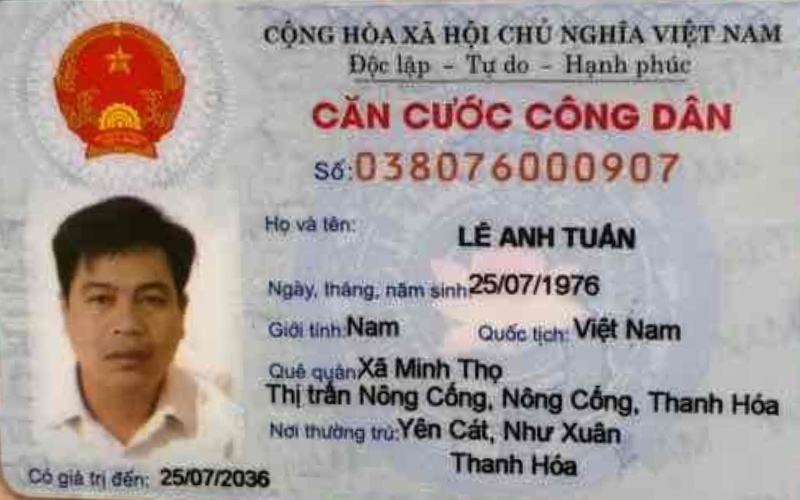 CỘNG HÒA XÃ HỘI CHỦ NGHĨA VIỆT NAM
Độc lập - Tự do - Hạnh phúc
CĂN CƯỚC CÔNG DÂN
Số: 038076000907
Họ và tên: LÊ ANH TUẤN
Ngày, tháng, năm sinh: 25/07/1976
Giới tính: Nam Quốc tịch: Việt Nam
Quê quán: Xã Minh Thọ
Thị trấn Nông Cống, Nông Cống, Thanh Hóa
Nơi thường trú: Yên Cát, Như Xuân
Thanh Hóa
Có giá trị đến: 25/07/2036